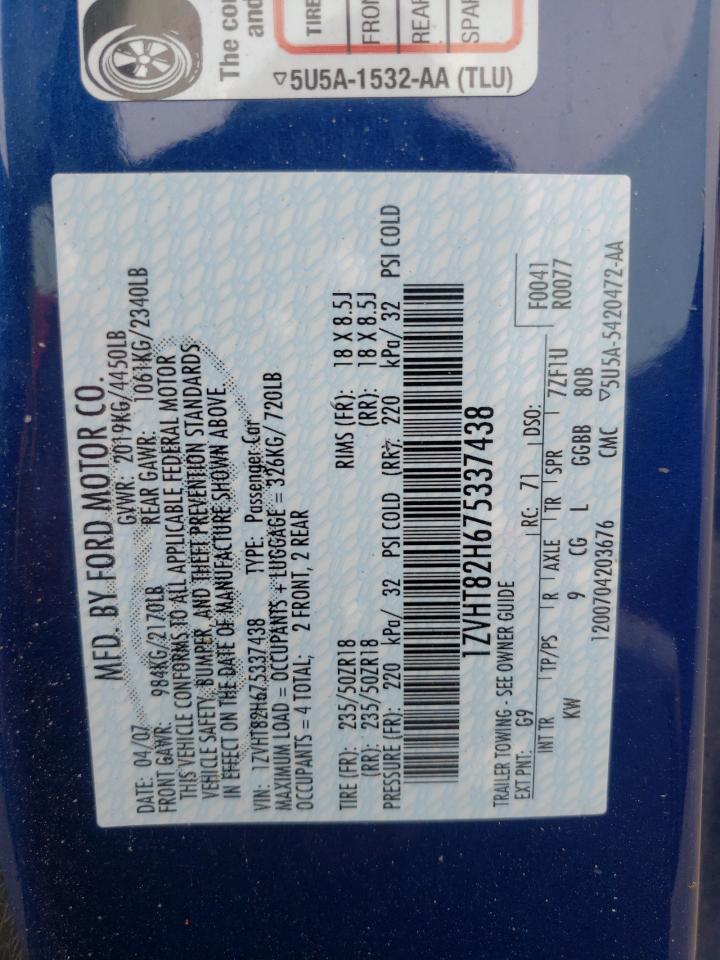 The co
and
TIRE
FRON
REAR
SPAR
▽5U5A-1532-AA (TLU)
MFD. BY FORD MOTOR CO.
DATE: 04/07 GVWR: 2019KG/4450LB
FRONT GAWR: 984KG/2170LB REAR GAWR: 1061KG/2340LB
THIS VEHICLE CONFORMS TO ALL APPLICABLE FEDERAL MOTOR
VEHICLE SAFETY, BUMPER, AND THEFT PREVENTION STANDARDS
IN EFFECT ON THE DATE OF MANUFACTURE SHOWN ABOVE.
VIN: 1ZVHT82H675337438 TYPE: Passenger Car
MAXIMUM LOAD = OCCUPANTS + LUGGAGE = 326KG/ 720LB
OCCUPANTS = 4 TOTAL; 2 FRONT, 2 REAR
TIRE (FR): 235/50ZR18 RIMS (FR): 18 X 8.5J
(RR): 235/50ZR18 (RR): 18 X 8.5J
PRESSURE (FR): 220 kPa/ 32 PSI COLD (RR): 220 kPa/ 32 PSI COLD
1ZVHT82H675337438
TRAILER TOWING - SEE OWNER GUIDE
EXT PNT: G9 RC: 71 DSO: F0041
R0077
INT TR TP/PS R AXLE TR SPR 7ZF1U
KW 9 CG L GGBB 80B
1200704203676 CMC ▽5U5A-5420472-AA